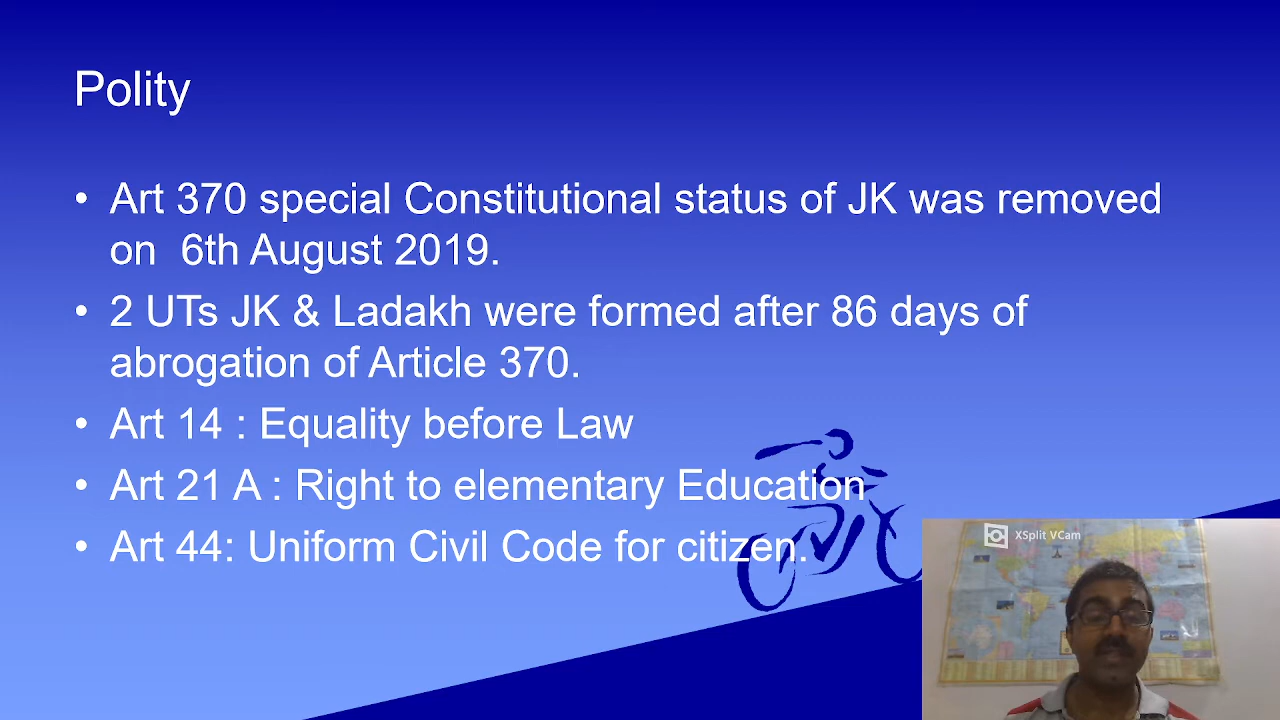 Polity
• Art 370 special Constitutional status of JK was removed
on 6th August 2019.
• 2 UTs JK & Ladakh were formed after 86 days of
abrogation of Article 370.
• Art 14 : Equality before Law
• Art 21 A : Right to elementary Education
• Art 44: Uniform Civil Code for citizen.
XSplit VCam